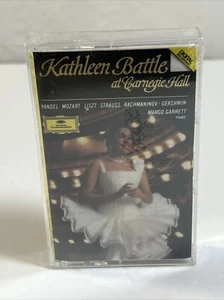 Kathleen Battle
at Carnegie Hall
HANDEL·MOZART·LISZT·STRAUSS·RACHMANINOV·GERSHWIN
MARGO GARRETT
PIANO